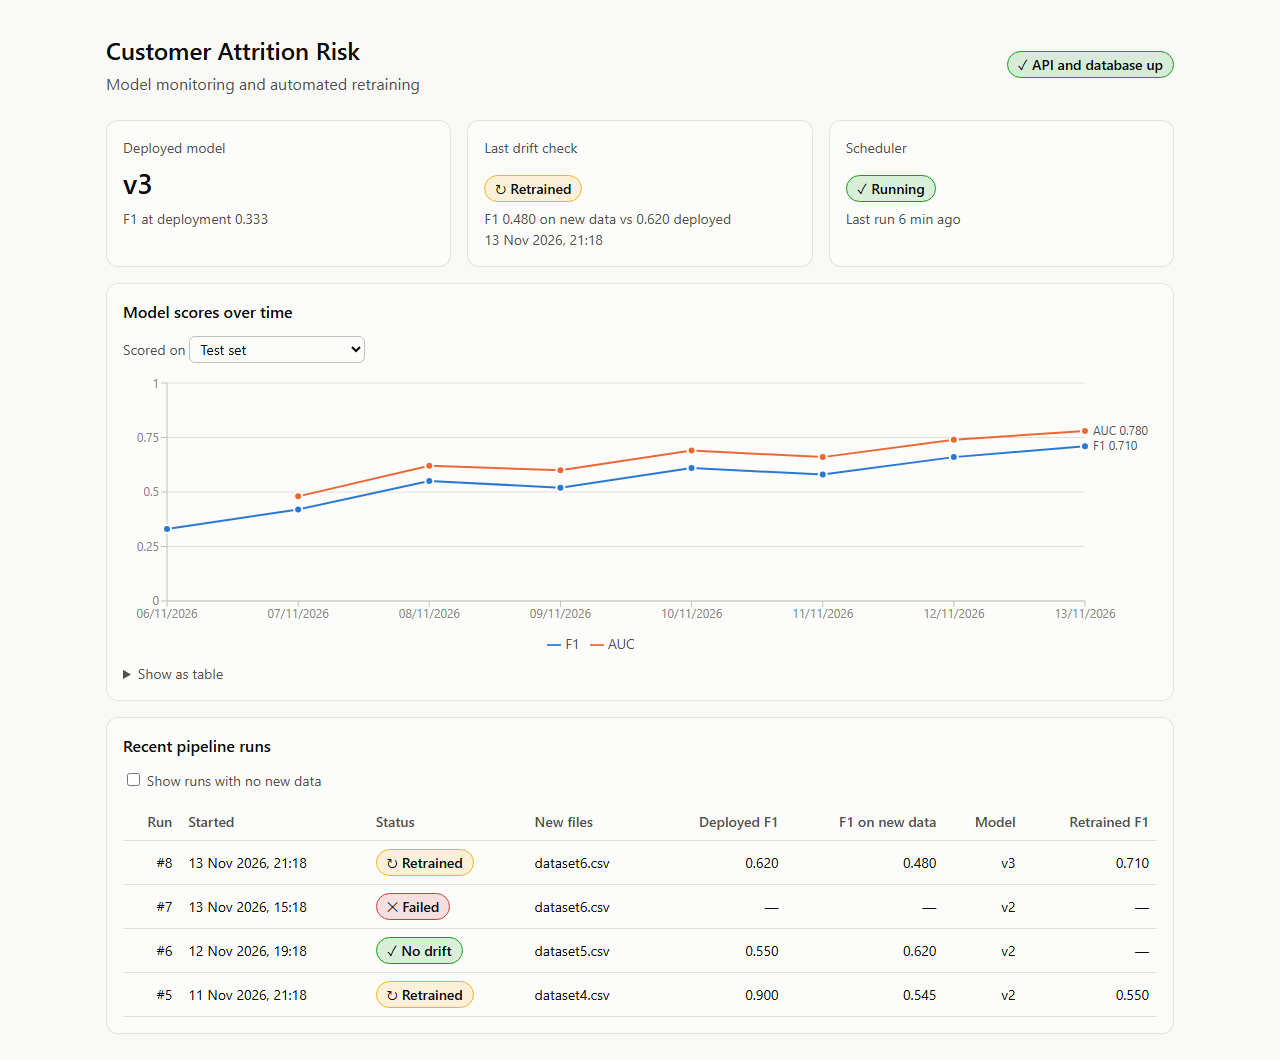 Customer Attrition Risk
Model monitoring and automated retraining
✓ API and database up
Deployed model
v3
F1 at deployment 0.333
Last drift check
↻ Retrained
F1 0.480 on new data vs 0.620 deployed
13 Nov 2026, 21:18
Scheduler
✓ Running
Last run 6 min ago
Model scores over time
Scored on Test set
1
0.75
0.5
0.25
0
AUC 0.780
F1 0.710
06/11/2026 07/11/2026 08/11/2026 09/11/2026 10/11/2026 11/11/2026 12/11/2026 13/11/2026
F1 AUC
▶ Show as table
Recent pipeline runs
Show runs with no new data
Run Started Status New files Deployed F1 F1 on new data Model Retrained F1
#8 13 Nov 2026, 21:18 ↻ Retrained dataset6.csv 0.620 0.480 v3 0.710
#7 13 Nov 2026, 15:18 ✕ Failed dataset6.csv — — v2 —
#6 12 Nov 2026, 19:18 ✓ No drift dataset5.csv 0.550 0.620 v2 —
#5 11 Nov 2026, 21:18 ↻ Retrained dataset4.csv 0.900 0.545 v2 0.550